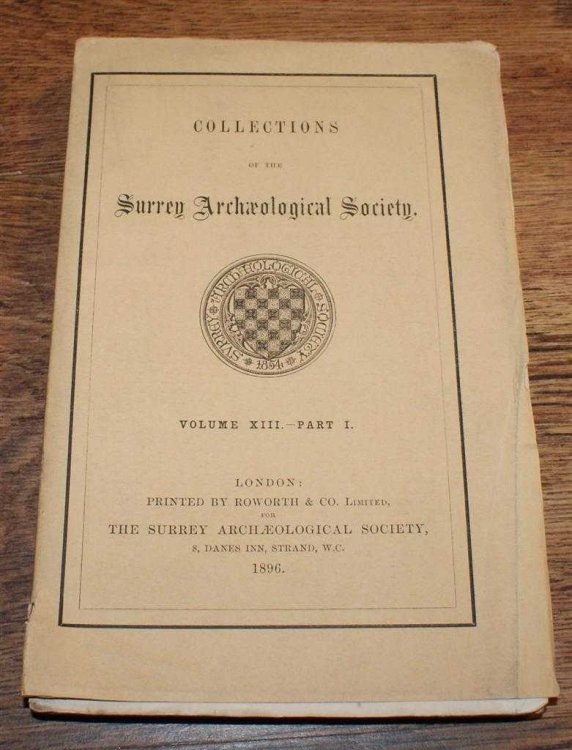 COLLECTIONS
OF THE
Surrey Archæological Society.
SVRREY ARCHÆOLOGICAL SOCIETY
1854
VOLUME XIII.—PART I.
LONDON:
PRINTED BY ROWORTH & CO. LIMITED,
FOR
THE SURREY ARCHÆOLOGICAL SOCIETY,
8, DANES INN, STRAND, W.C.
1896.